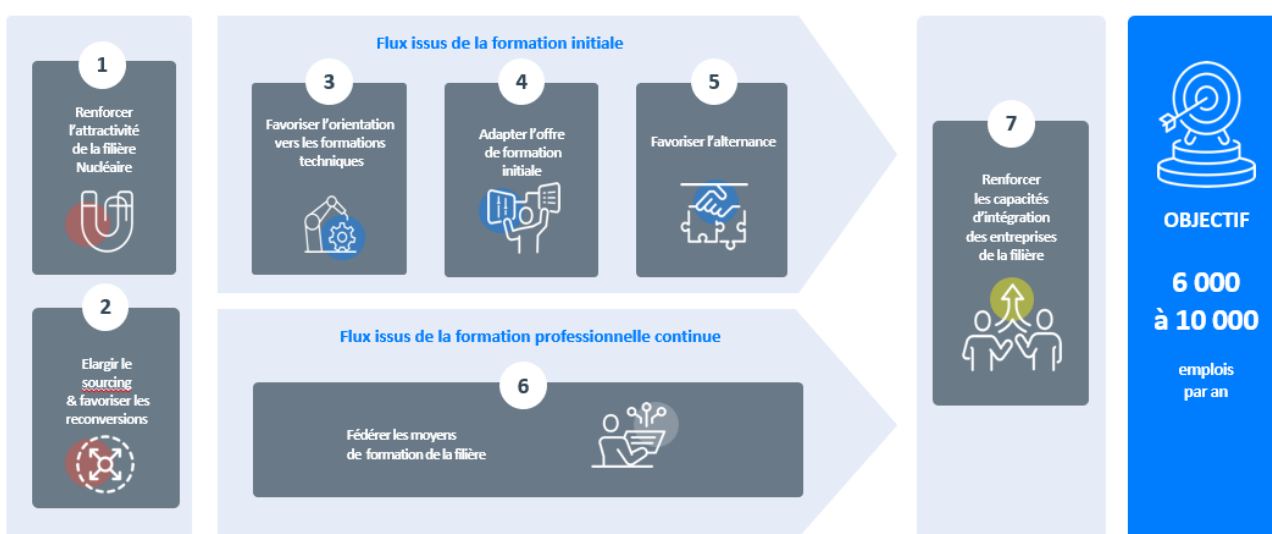 1
Renforcer
l'attractivité
de la filière
Nucléaire
2
Elargir le
sourcing
& favoriser les
reconversions
Flux issus de la formation initiale
3
Favoriser l'orientation
vers les formations
techniques
4
Adapter l'offre
de formation
initiale
5
Favoriser l'alternance
Flux issus de la formation professionnelle continue
6
Fédérer les moyens
de formation de la filière
7
Renforcer
les capacités
d'intégration
des entreprises
de la filière
OBJECTIF
6 000
à 10 000
emplois
par an